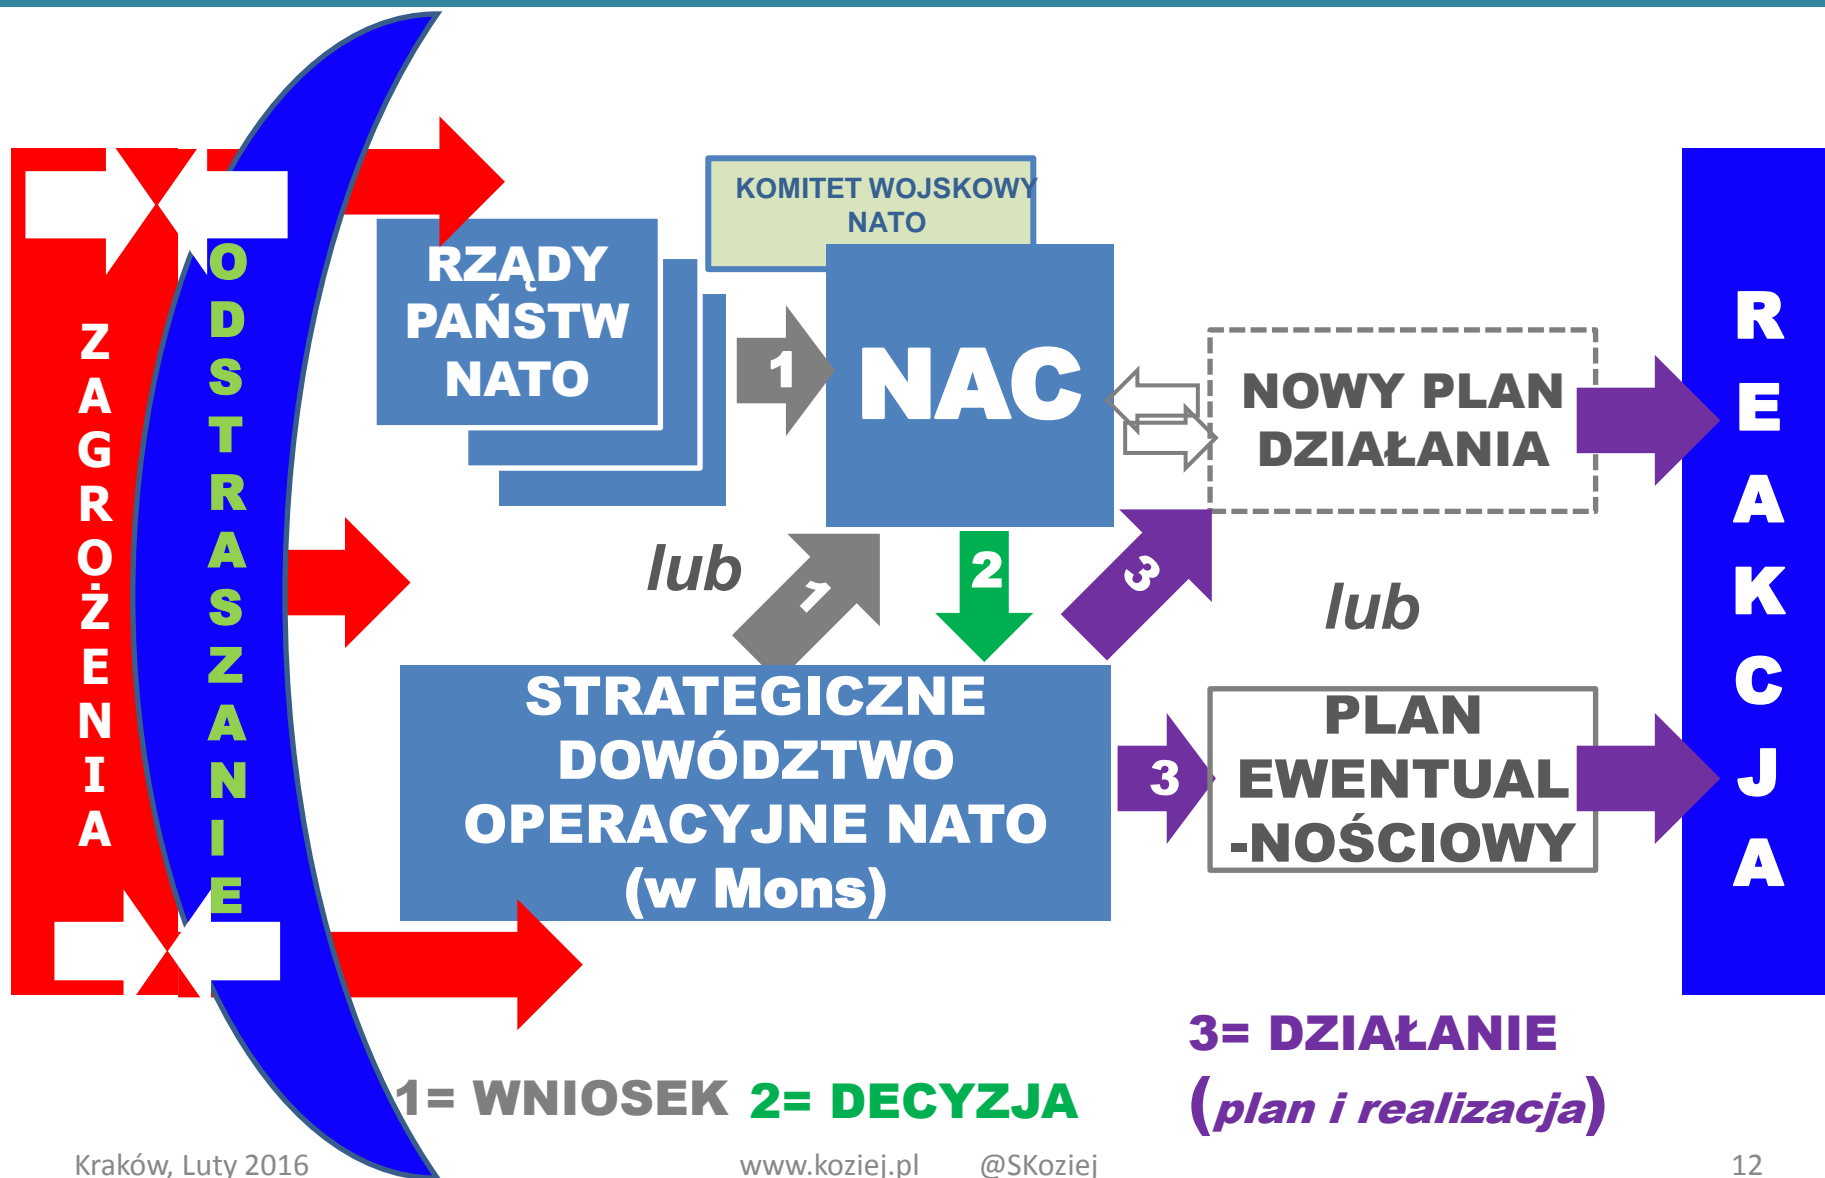 ZAGROŻENIA
ODSTRASZANIE
RZĄDY
PAŃSTW
NATO
KOMITET WOJSKOWY
NATO
1
NAC
NOWY PLAN
DZIAŁANIA
lub
1
2
3
lub
STRATEGICZNE
DOWÓDZTWO
OPERACYJNE NATO
(w Mons)
3
PLAN
EWENTUAL
-NOŚCIOWY
REAKCJA
1= WNIOSEK
2= DECYZJA
3= DZIAŁANIE
(plan i realizacja)
Kraków, Luty 2016
www.koziej.pl @SKoziej
12